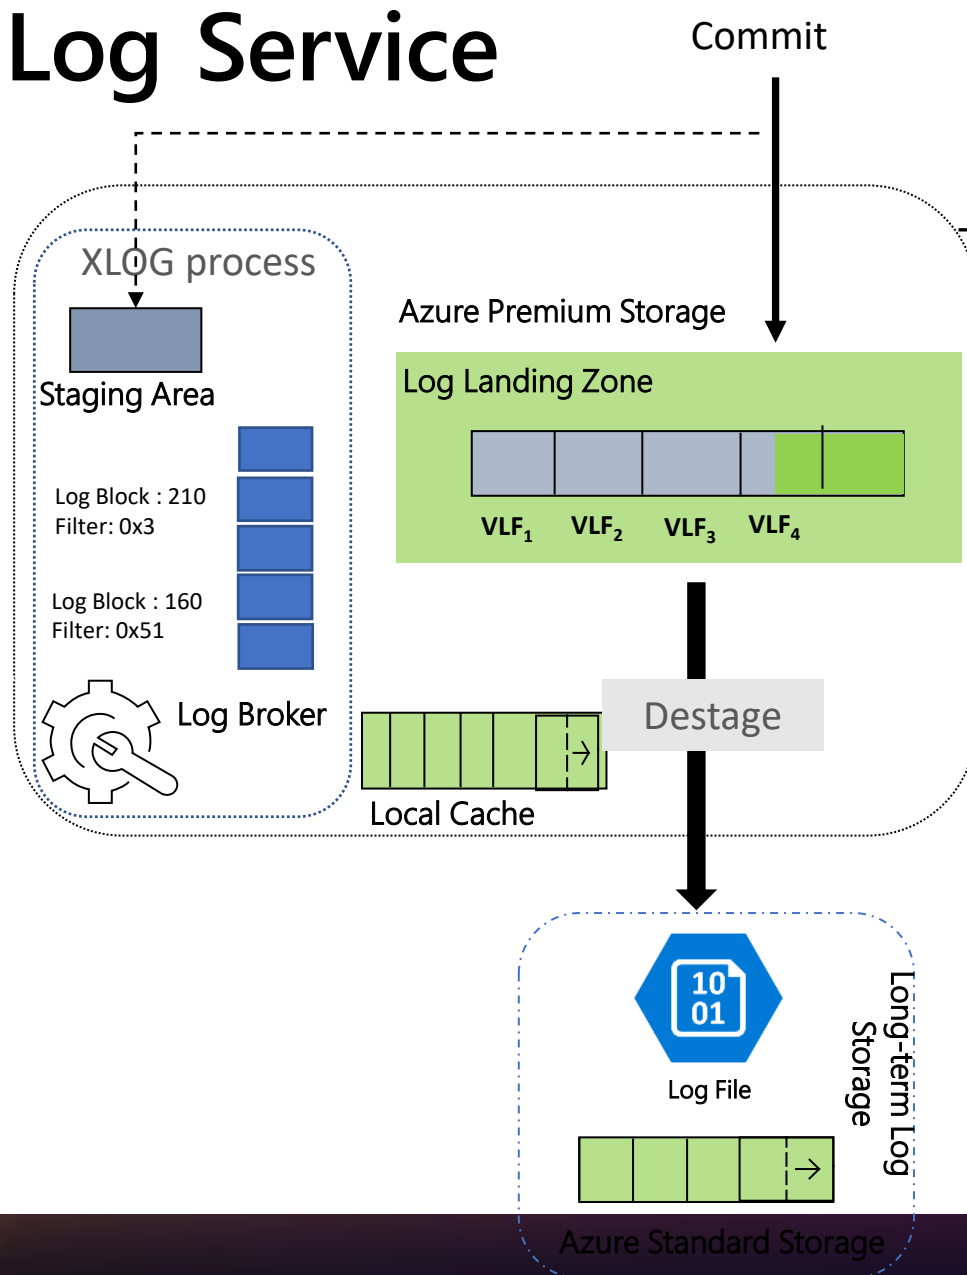 Log Service
Commit
XLOG process
Staging Area
Log Block : 210
Filter: 0x3
Log Block : 160
Filter: 0x51
Log Broker
Azure Premium Storage
Log Landing Zone
VLF1 VLF2 VLF3 VLF4
Local Cache
Destage
10
01
Log File
Long-term Log
Storage
Azure Standard Storage